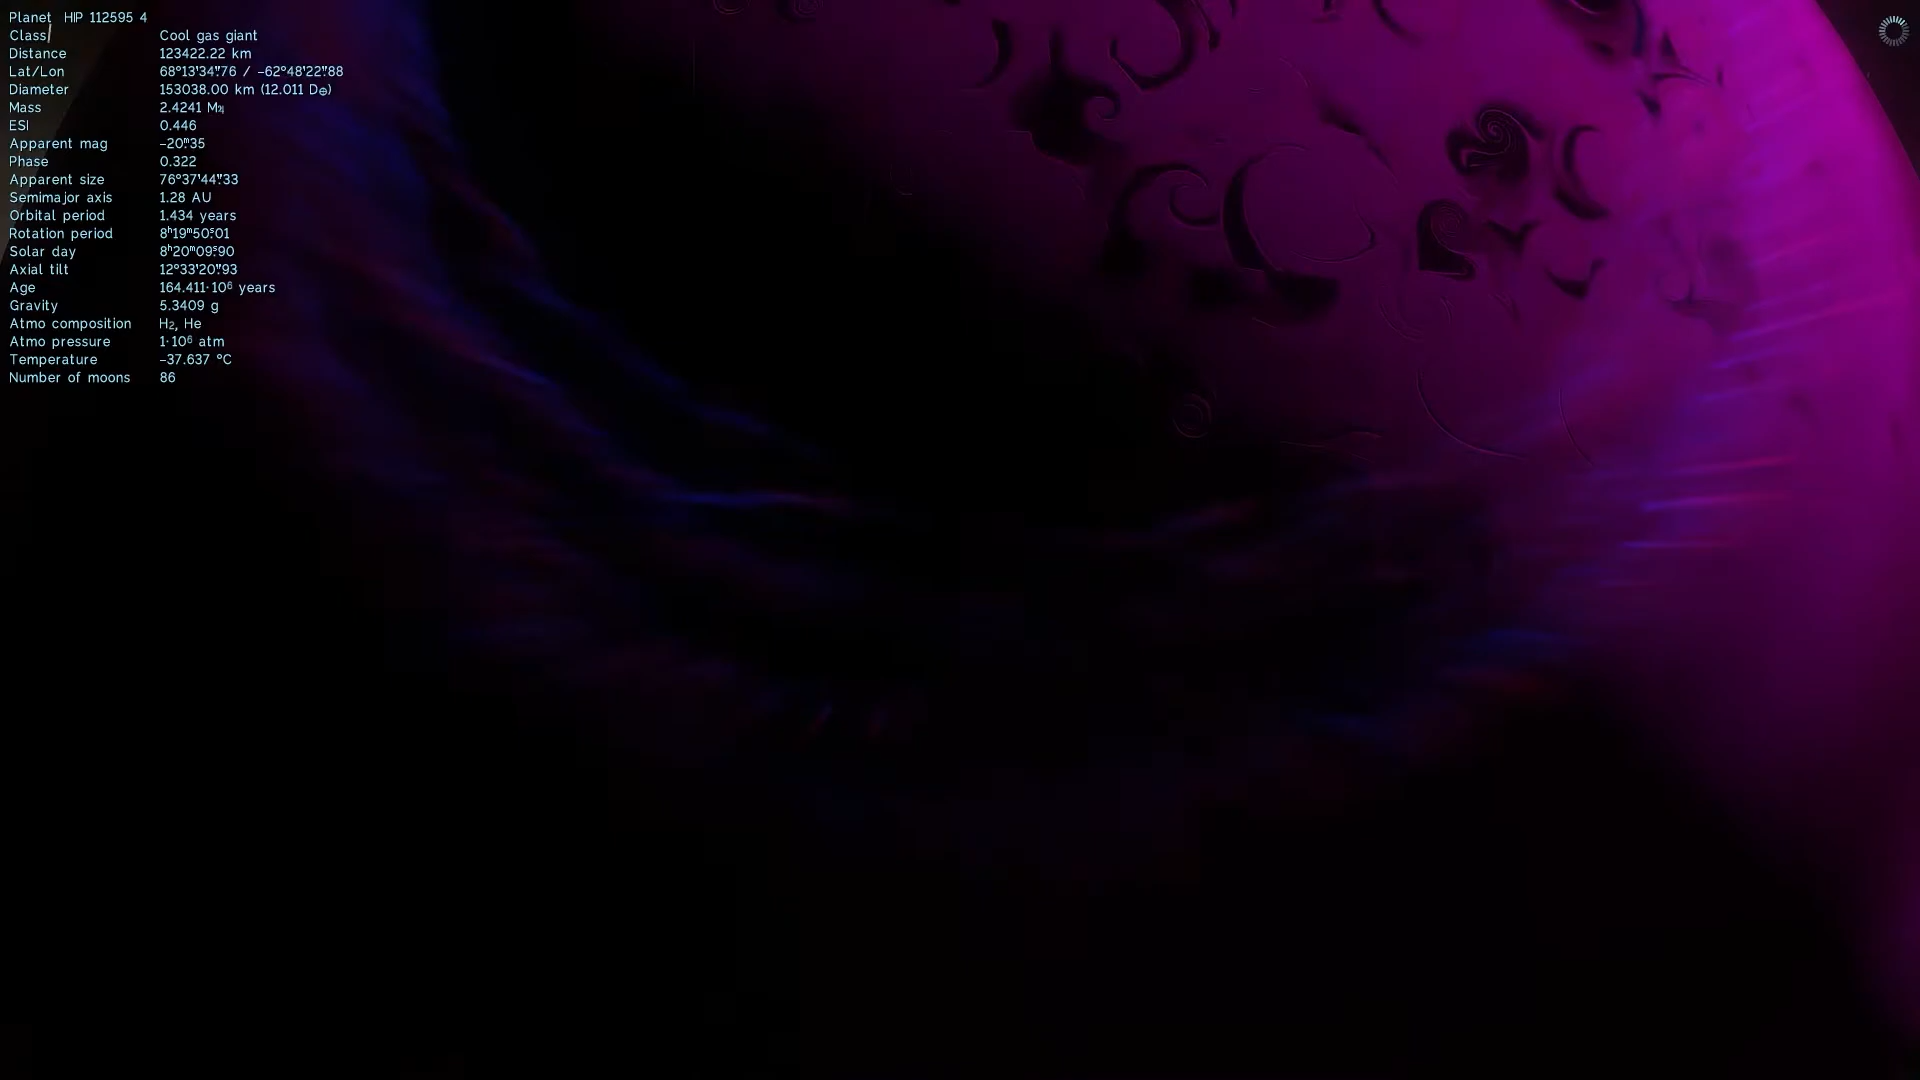 Planet HIP 112595 4
Class Cool gas giant
Distance 123422.22 km
Lat/Lon 68°13'34"76 / -62°48'22"88
Diameter 153038.00 km (12.011 D⊕)
Mass 2.4241 M♃
ESI 0.446
Apparent mag -20ᵐ35
Phase 0.322
Apparent size 76°37'44"33
Semimajor axis 1.28 AU
Orbital period 1.434 years
Rotation period 8ʰ19ᵐ50ˢ01
Solar day 8ʰ20ᵐ09ˢ90
Axial tilt 12°33'20"93
Age 164.411·10⁶ years
Gravity 5.3409 g
Atmo composition H₂, He
Atmo pressure 1·10⁶ atm
Temperature -37.637 °C
Number of moons 86